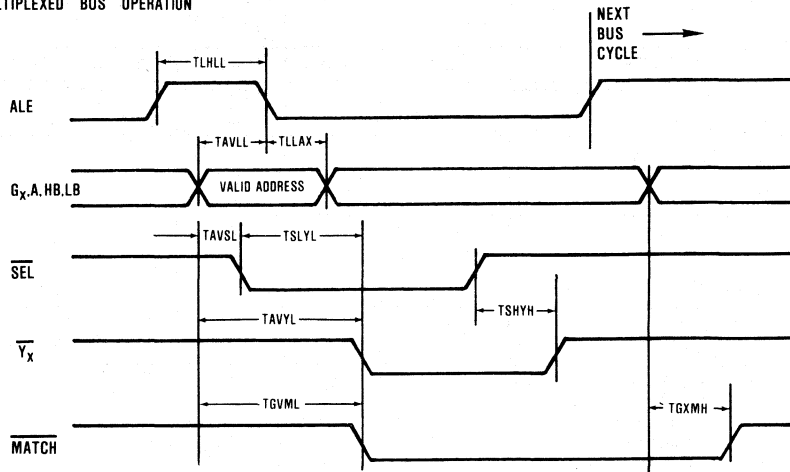 TIPLEXED BUS OPERATION
NEXT
BUS
CYCLE
TLHLL
ALE
TAVLL TLLAX
Gx,A,HB,LB VALID ADDRESS
TAVSL TSLYL
SEL
TSHYH
TAVYL
Yx
TGVML TGXMH
MATCH